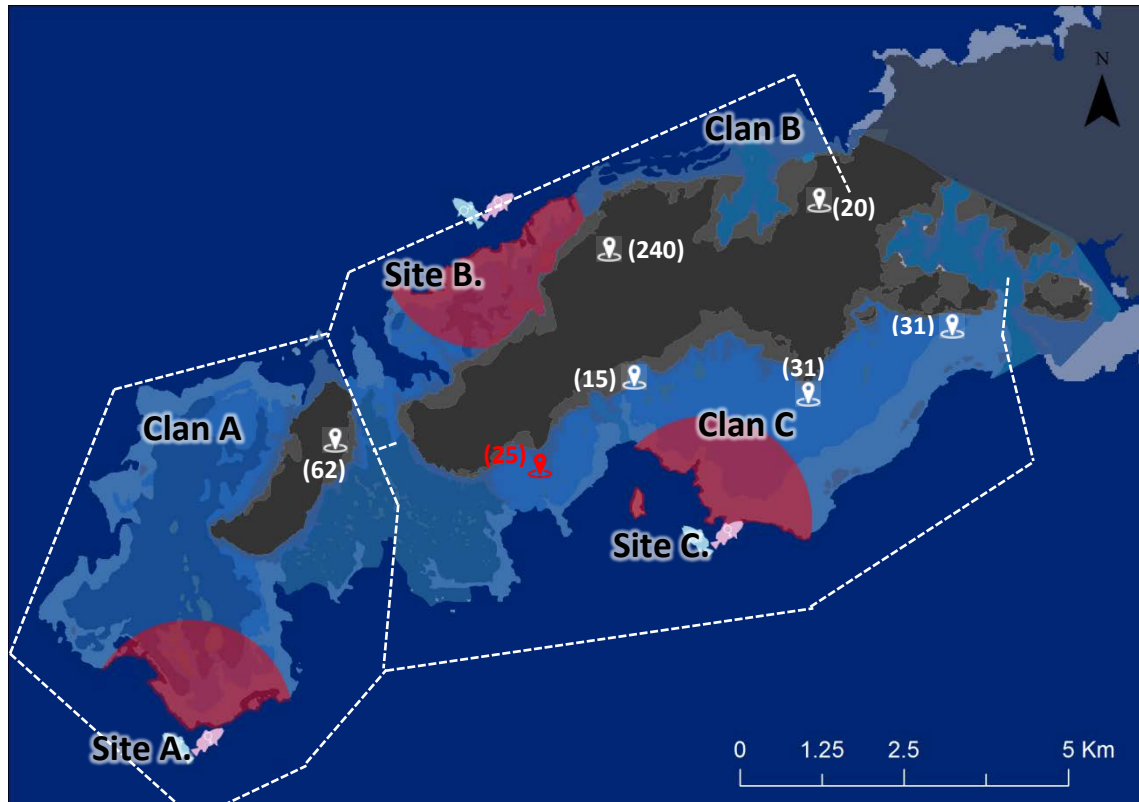 N
Clan B
(20)
(240)
Site B.
(31)
(31)
(15)
Clan A
Clan C
(62)
(25)
Site C.
Site A.
0 1.25 2.5 5 Km